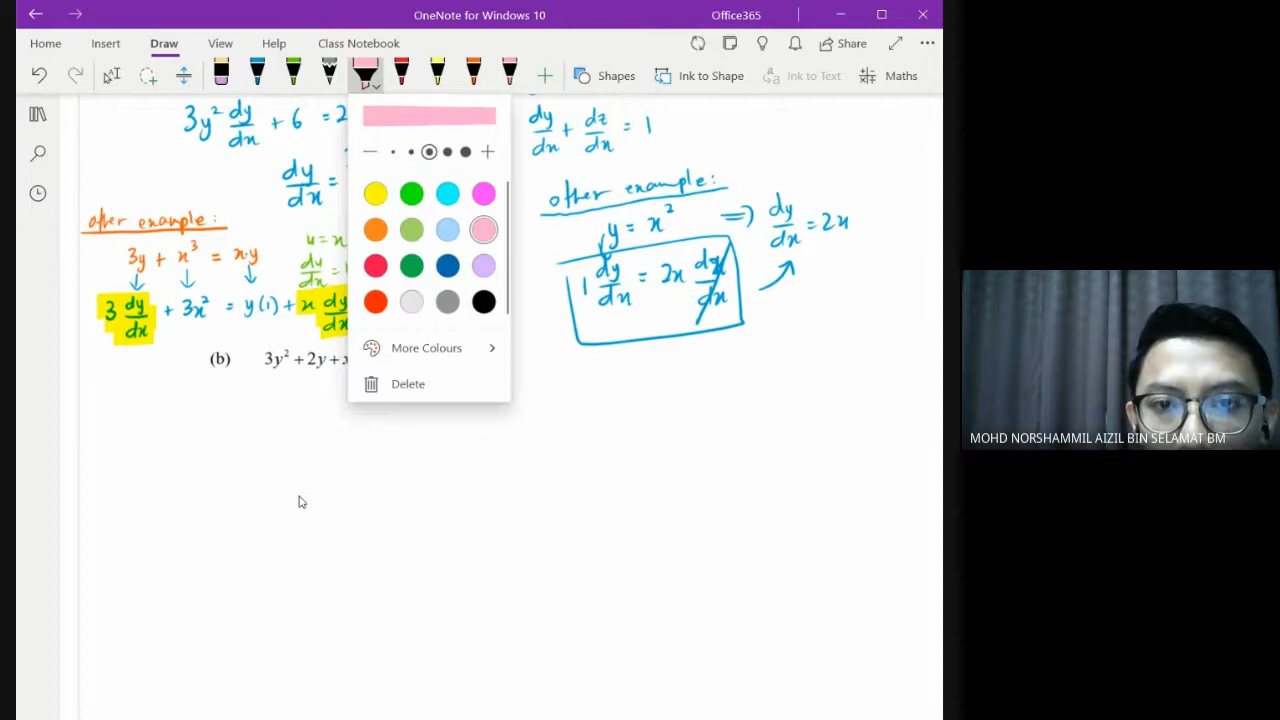 OneNote for Windows 10
Office365
Home Insert Draw View Help Class Notebook
Share
Shapes
Ink to Shape
Ink to Text
Maths
3y² dy/dx + 6 = 2
dy/dx =
other example:
3y + x³ = x·y
3 dy/dx + 3x² = y(1) + x dy/dx
u = x
(b) 3y² + 2y + x
More Colours
Delete
dy/dx + dz/dx = 1
other example:
y = x² ⇒ dy/dx = 2x
1 dy/dx = 2x dx/dx
MOHD NORSHAMMIL AIZIL BIN SELAMAT BM